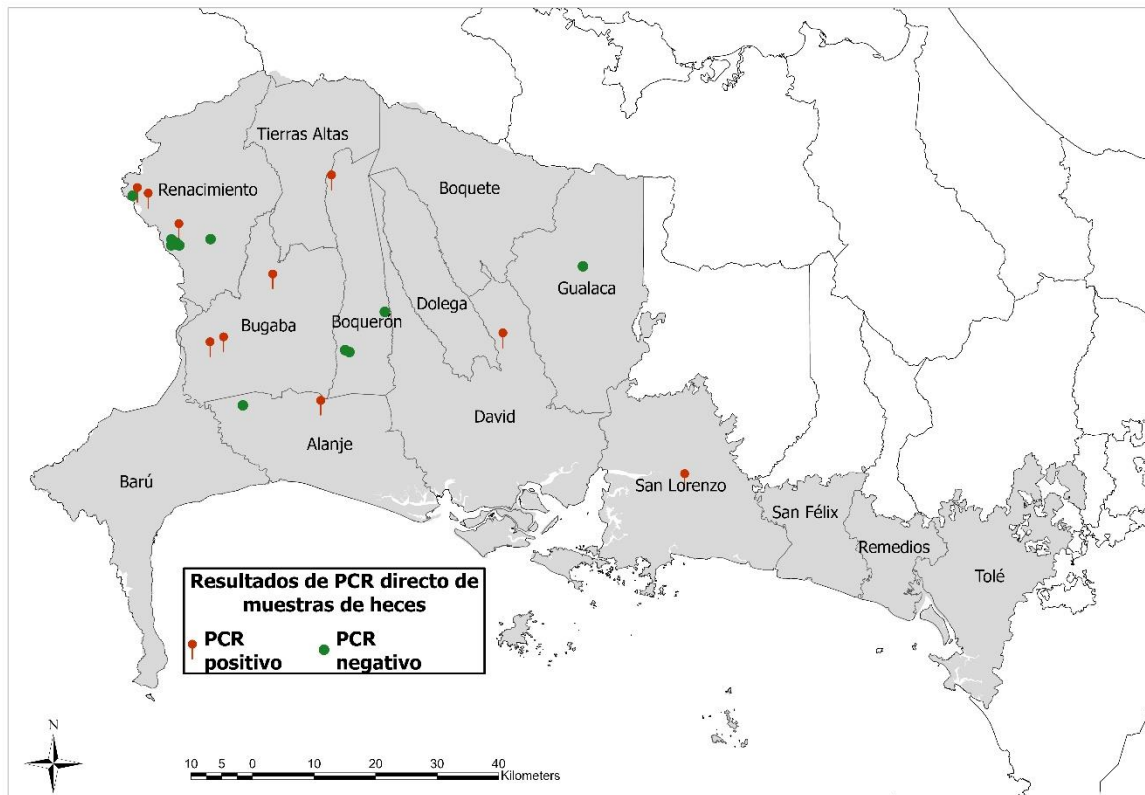 Tierras Altas
Renacimiento
Boquete
Gualaca
Dolega
Bugaba
Boquerón
David
Alanje
Barú
San Lorenzo
San Félix
Remedios
Tolé
Resultados de PCR directo de
muestras de heces
PCR
positivo
PCR
negativo
N
10 5 0 10 20 30 40
Kilometers